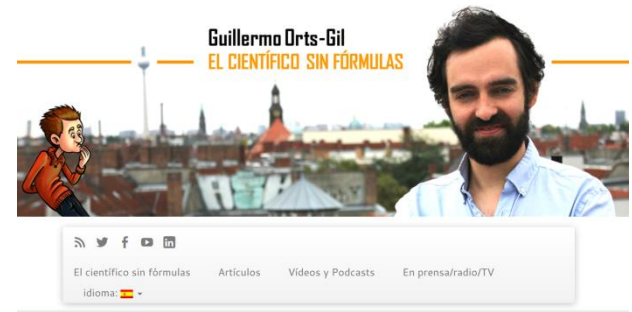 Guillermo Orts-Gil
EL CIENTÍFICO SIN FÓRMULAS
El científico sin fórmulas Artículos Vídeos y Podcasts En prensa/radio/TV
idioma: